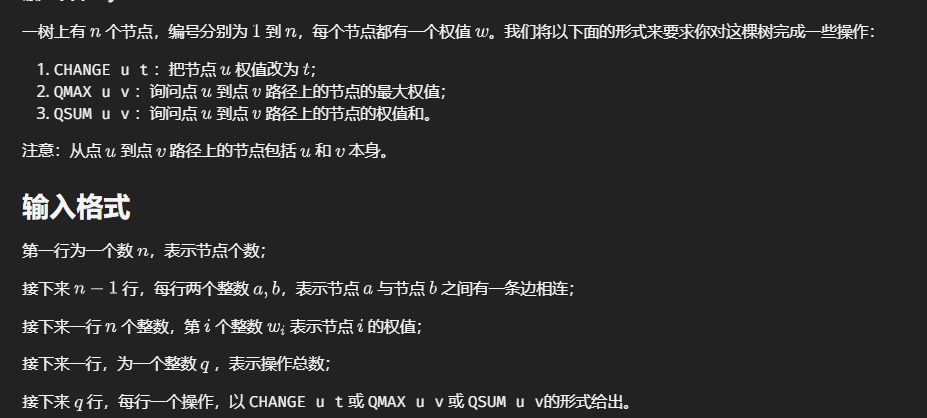 一树上有 n 个节点，编号分别为 1 到 n，每个节点都有一个权值 w。我们将以下面的形式来要求你对这棵树完成一些操作：
1. CHANGE u t：把节点 u 权值改为 t；
2. QMAX u v：询问点 u 到点 v 路径上的节点的最大权值；
3. QSUM u v：询问点 u 到点 v 路径上的节点的权值和。
注意：从点 u 到点 v 路径上的节点包括 u 和 v 本身。
输入格式
第一行为一个数 n，表示节点个数；
接下来 n − 1 行，每行两个整数 a, b，表示节点 a 与节点 b 之间有一条边相连；
接下来一行 n 个整数，第 i 个整数 wᵢ 表示节点 i 的权值；
接下来一行，为一个整数 q ，表示操作总数；
接下来 q 行，每行一个操作，以 CHANGE u t 或 QMAX u v 或 QSUM u v的形式给出。